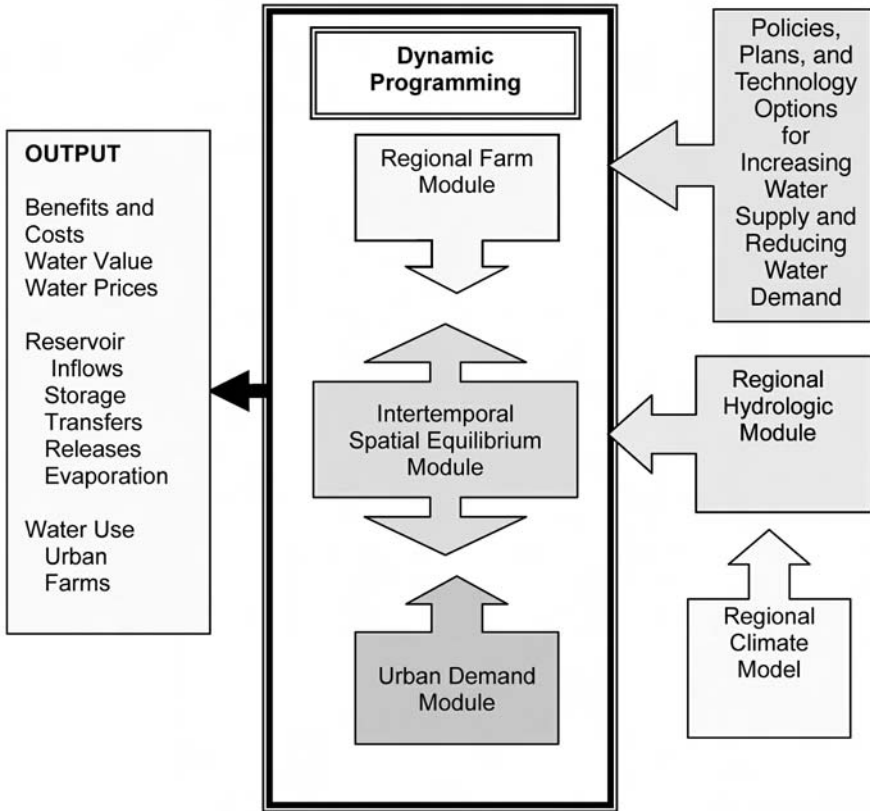 OUTPUT
Benefits and
Costs
Water Value
Water Prices
Reservoir
Inflows
Storage
Transfers
Releases
Evaporation
Water Use
Urban
Farms
Dynamic
Programming
Regional Farm
Module
Intertemporal
Spatial Equilibrium
Module
Urban Demand
Module
Policies,
Plans, and
Technology
Options
for
Increasing
Water
Supply and
Reducing
Water
Demand
Regional
Hydrologic
Module
Regional
Climate
Model